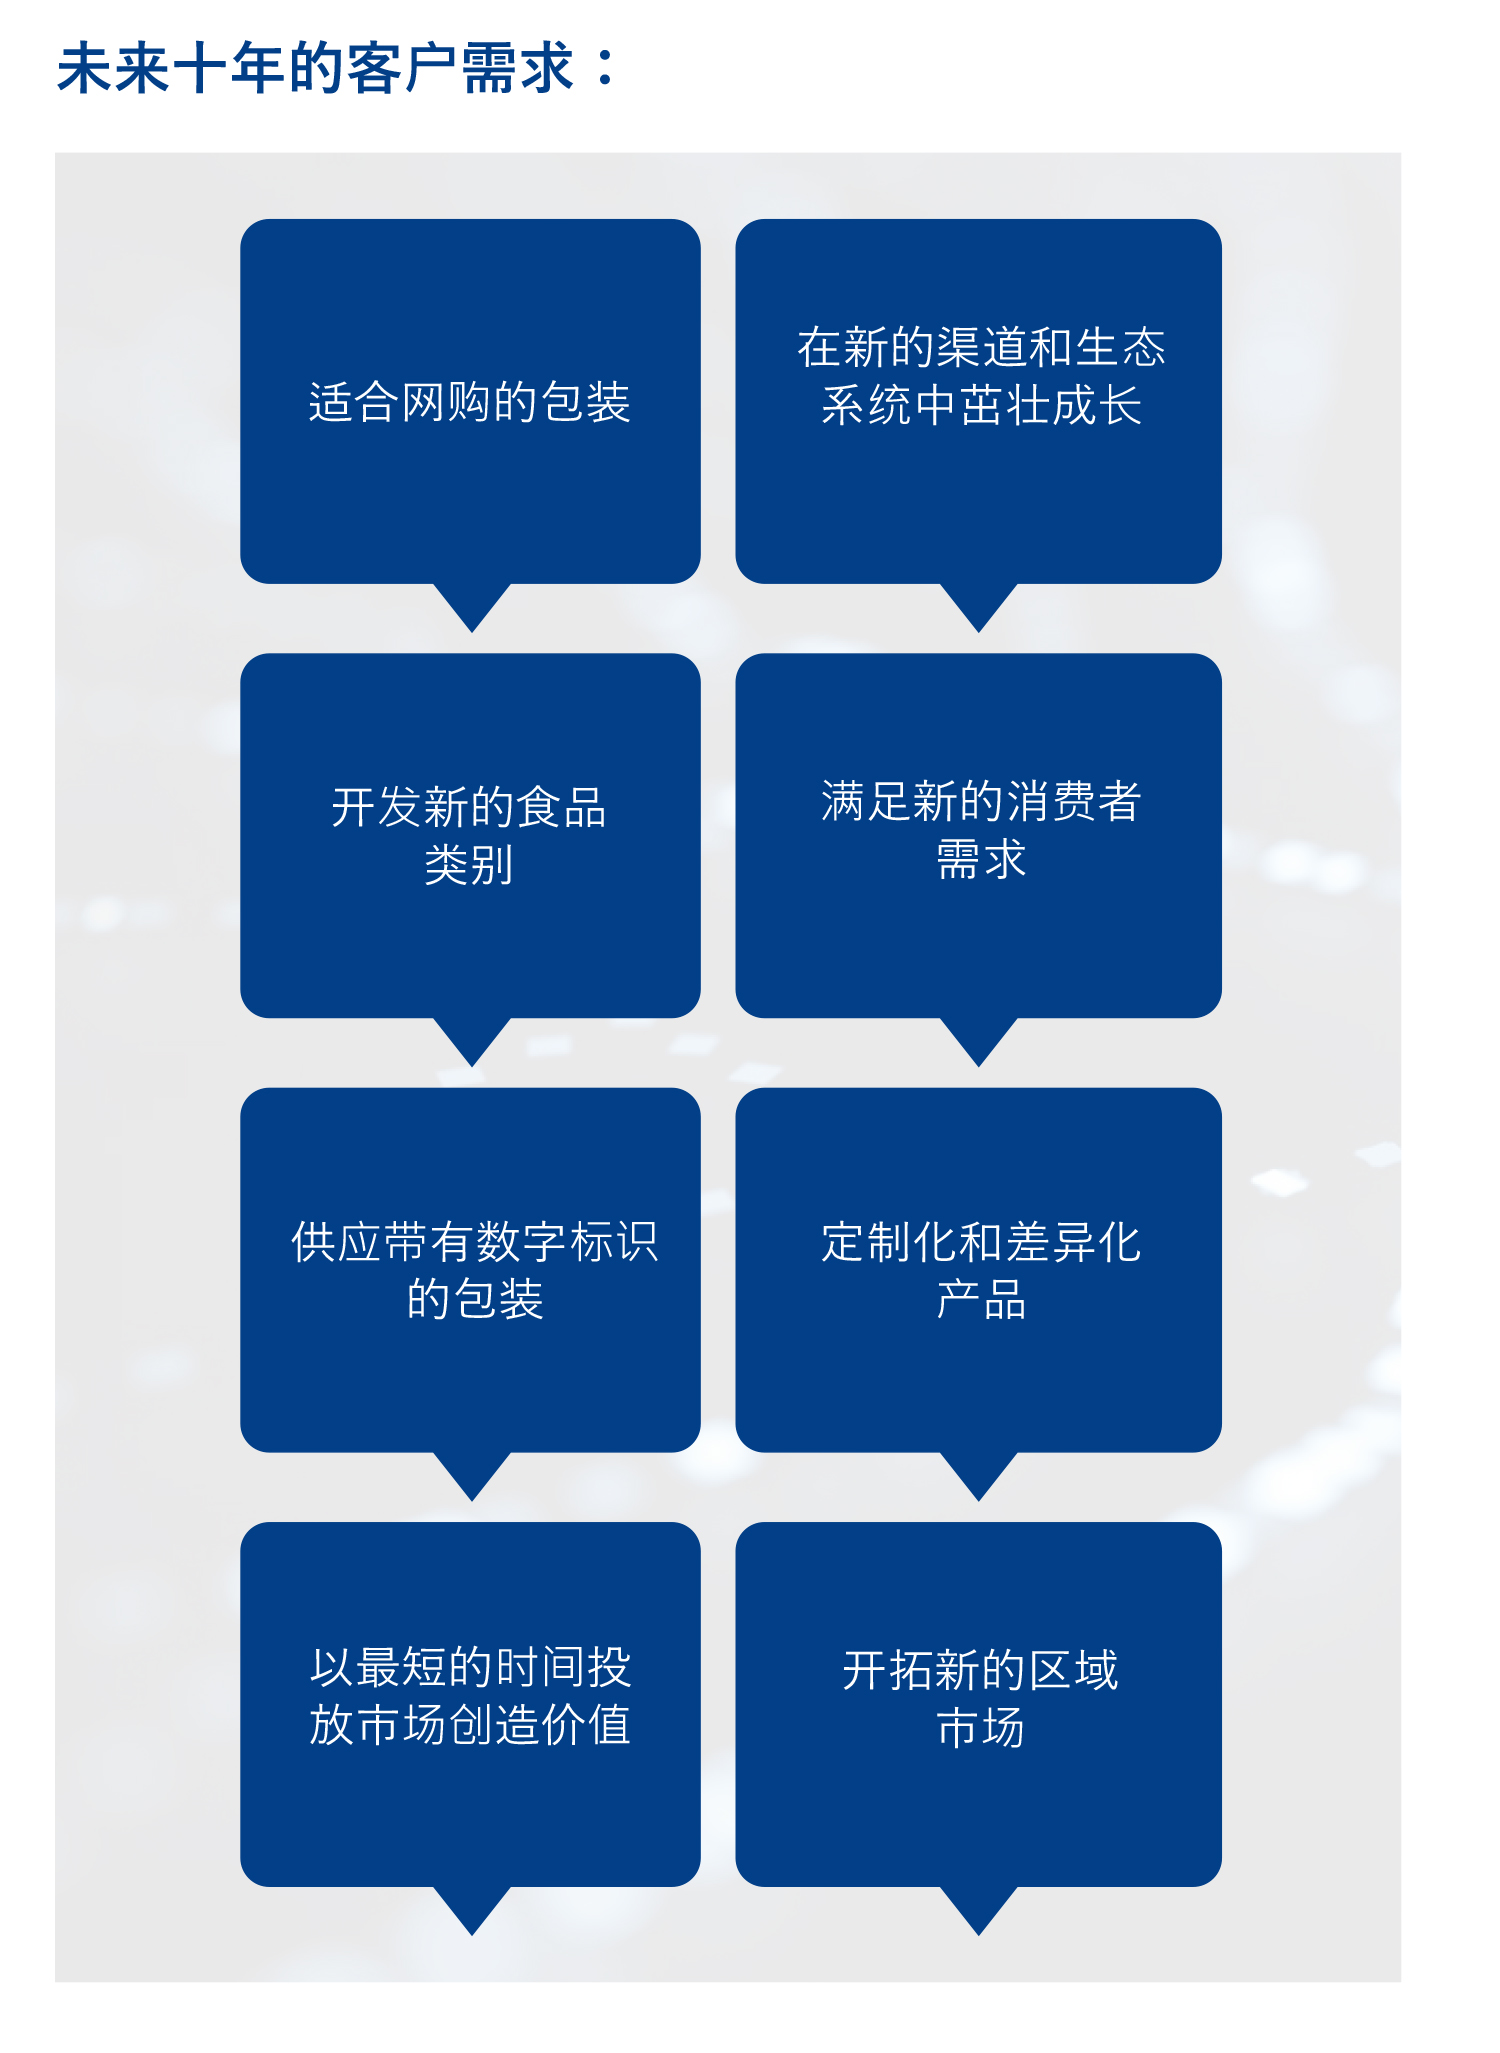 未来十年的客户需求：
适合网购的包装
在新的渠道和生态
系统中茁壮成长
开发新的食品
类别
满足新的消费者
需求
供应带有数字标识
的包装
定制化和差异化
产品
以最短的时间投
放市场创造价值
开拓新的区域
市场